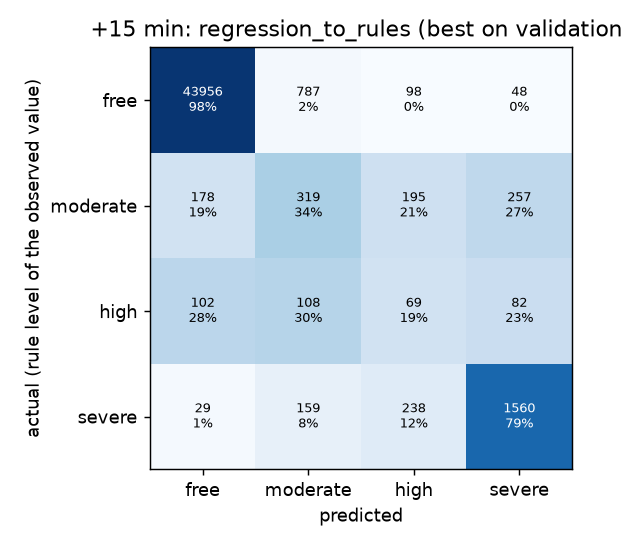 +15 min: regression_to_rules (best on validation
actual (rule level of the observed value)
free
43956 787 98 48
98% 2% 0% 0%
moderate
178 319 195 257
19% 34% 21% 27%
high
102 108 69 82
28% 30% 19% 23%
severe
29 159 238 1560
1% 8% 12% 79%
free moderate high severe
predicted